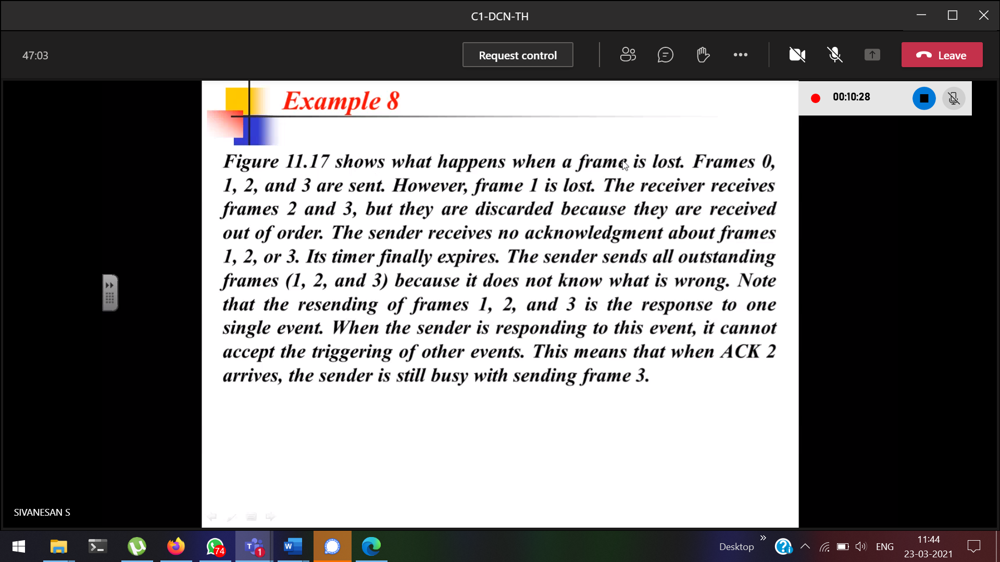 C1-DCN-TH
47:03
Request control
Leave
00:10:28
Example 8
Figure 11.17 shows what happens when a frame is lost. Frames 0,
1, 2, and 3 are sent. However, frame 1 is lost. The receiver receives
frames 2 and 3, but they are discarded because they are received
out of order. The sender receives no acknowledgment about frames
1, 2, or 3. Its timer finally expires. The sender sends all outstanding
frames (1, 2, and 3) because it does not know what is wrong. Note
that the resending of frames 1, 2, and 3 is the response to one
single event. When the sender is responding to this event, it cannot
accept the triggering of other events. This means that when ACK 2
arrives, the sender is still busy with sending frame 3.
SIVANESAN S
74
1
Desktop
ENG
11:44
23-03-2021